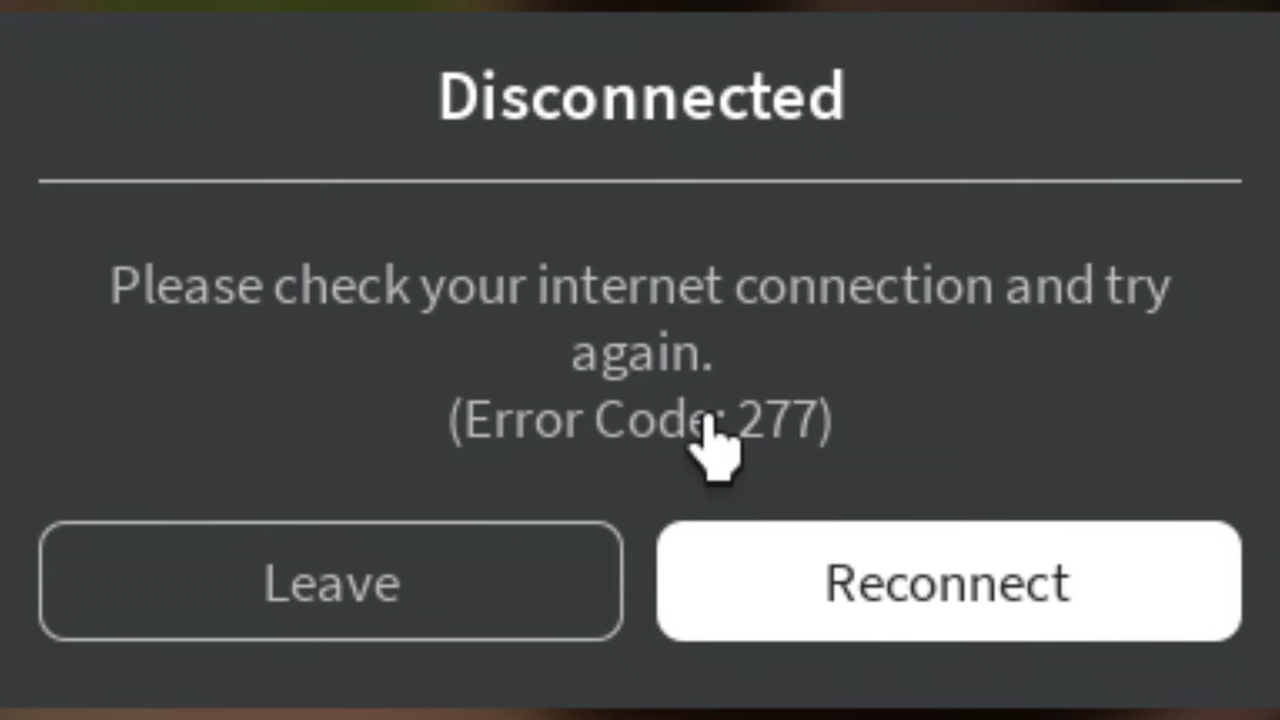 Disconnected
Please check your internet connection and try
again.
(Error Code: 277)
Leave
Reconnect